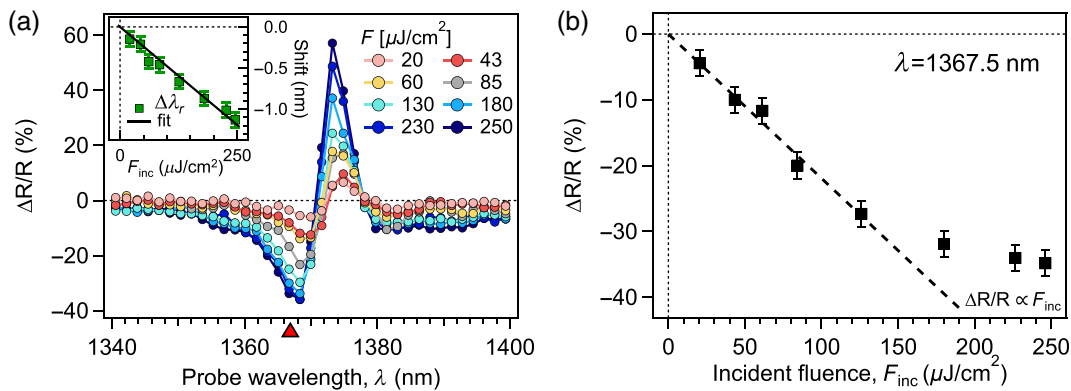 (a)
60
40
20
0
−20
−40
ΔR/R (%)
1340
1360
1380
1400
Probe wavelength, λ (nm)
F [μJ/cm²]
20
43
60
85
130
180
230
250
0.0
−0.5
−1.0
Shift (nm)
Δλr
fit
0
250
Finc (μJ/cm²)
(b)
0
−10
−20
−30
−40
ΔR/R (%)
λ=1367.5 nm
ΔR/R ∝ Finc
0
50
100
150
200
250
Incident fluence, Finc (μJ/cm²)